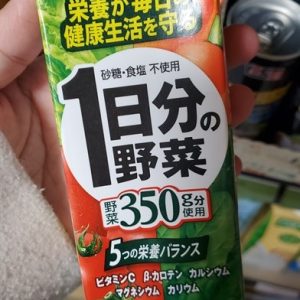 栄養が毎日の
健康生活を守る
砂糖・食塩 不使用
1日分の
野菜
野菜350g分
使用
5つの栄養バランス
ビタミンC β-カロテン カルシウム
マグネシウム カリウム